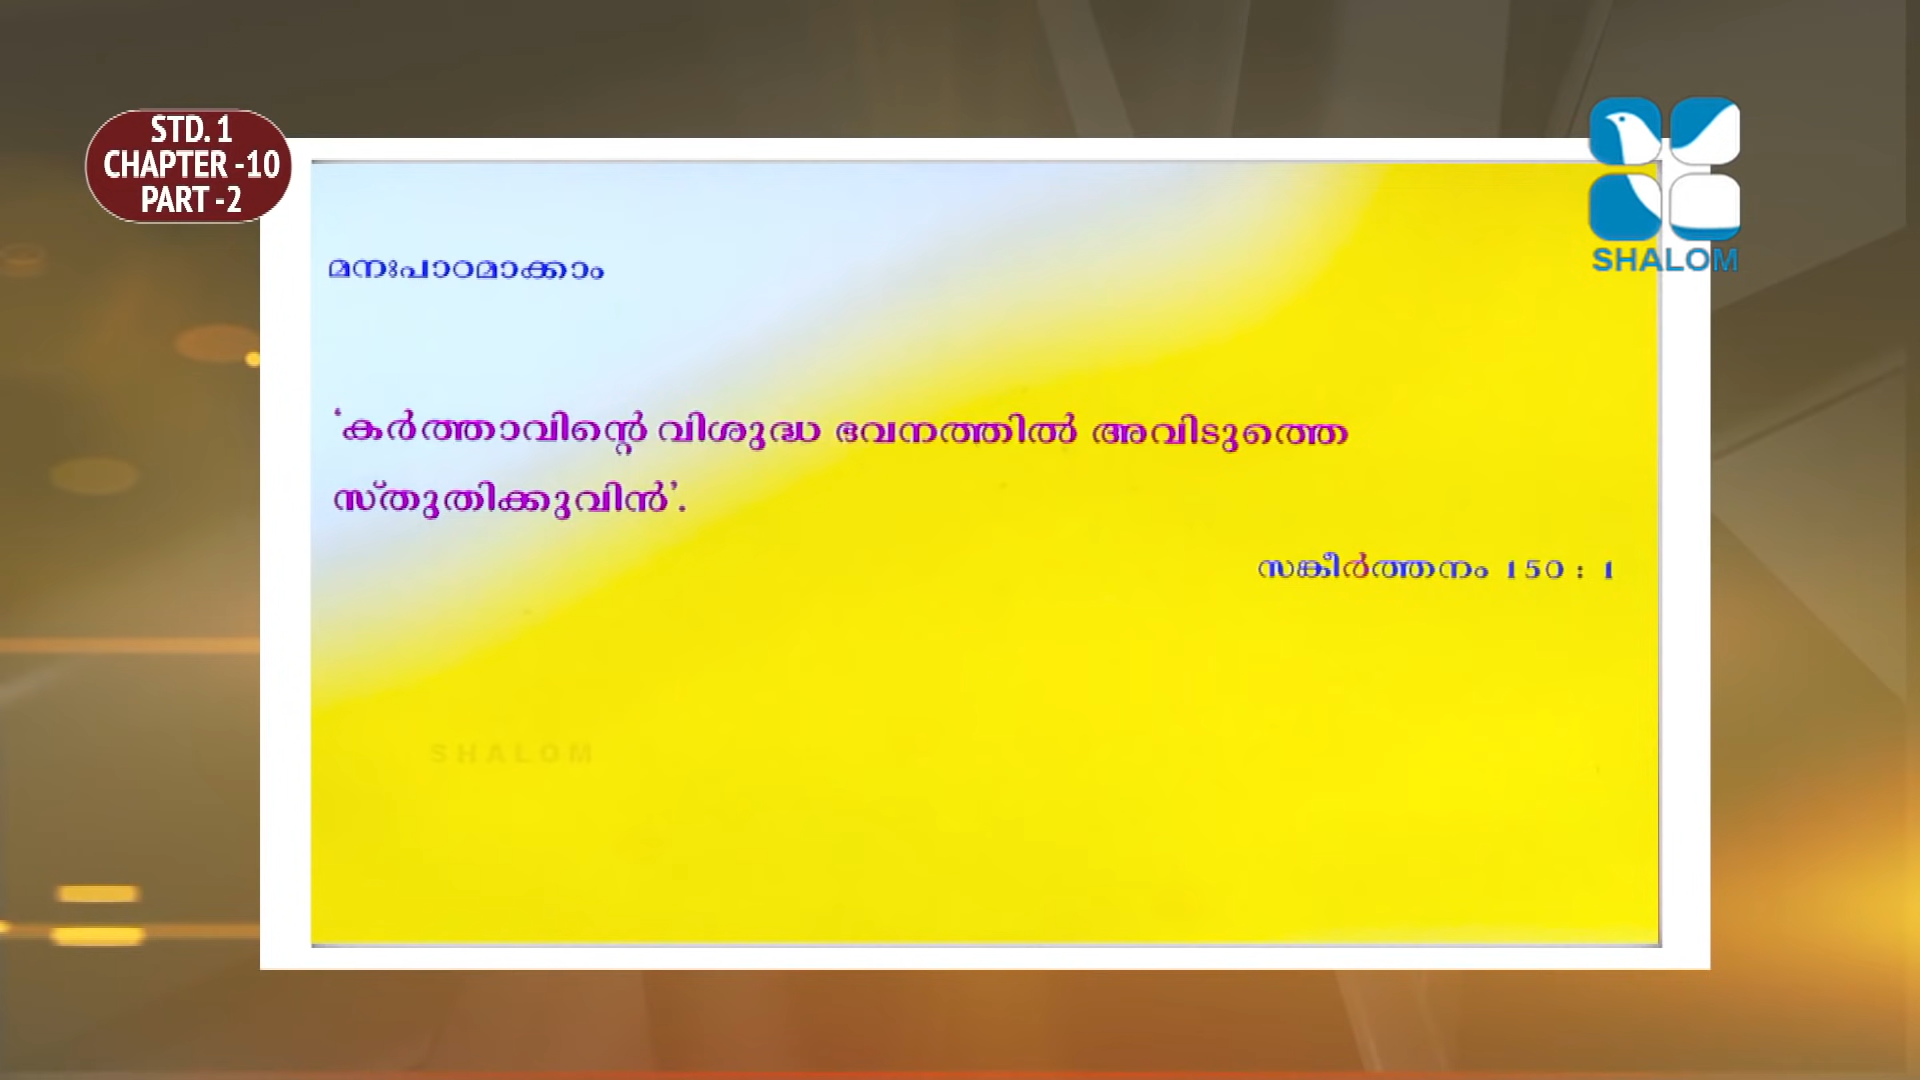 STD. 1
CHAPTER -10
PART -2
SHALOM
മനഃപാഠമാക്കാം
‘കർത്താവിന്റെ വിശുദ്ധ ഭവനത്തിൽ അവിടുത്തെ
സ്തുതിക്കുവിൻ’.
സങ്കീർത്തനം 150 : 1
SHALOM